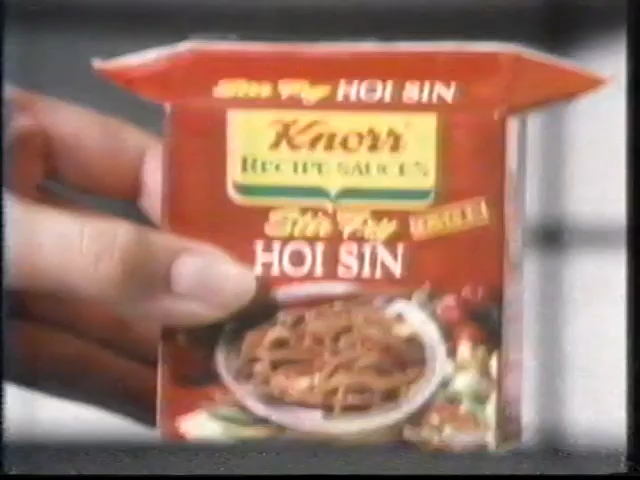 Stir Fry HOI SIN
Knorr
RECIPE SAUCES
Stir Fry
HOI SIN